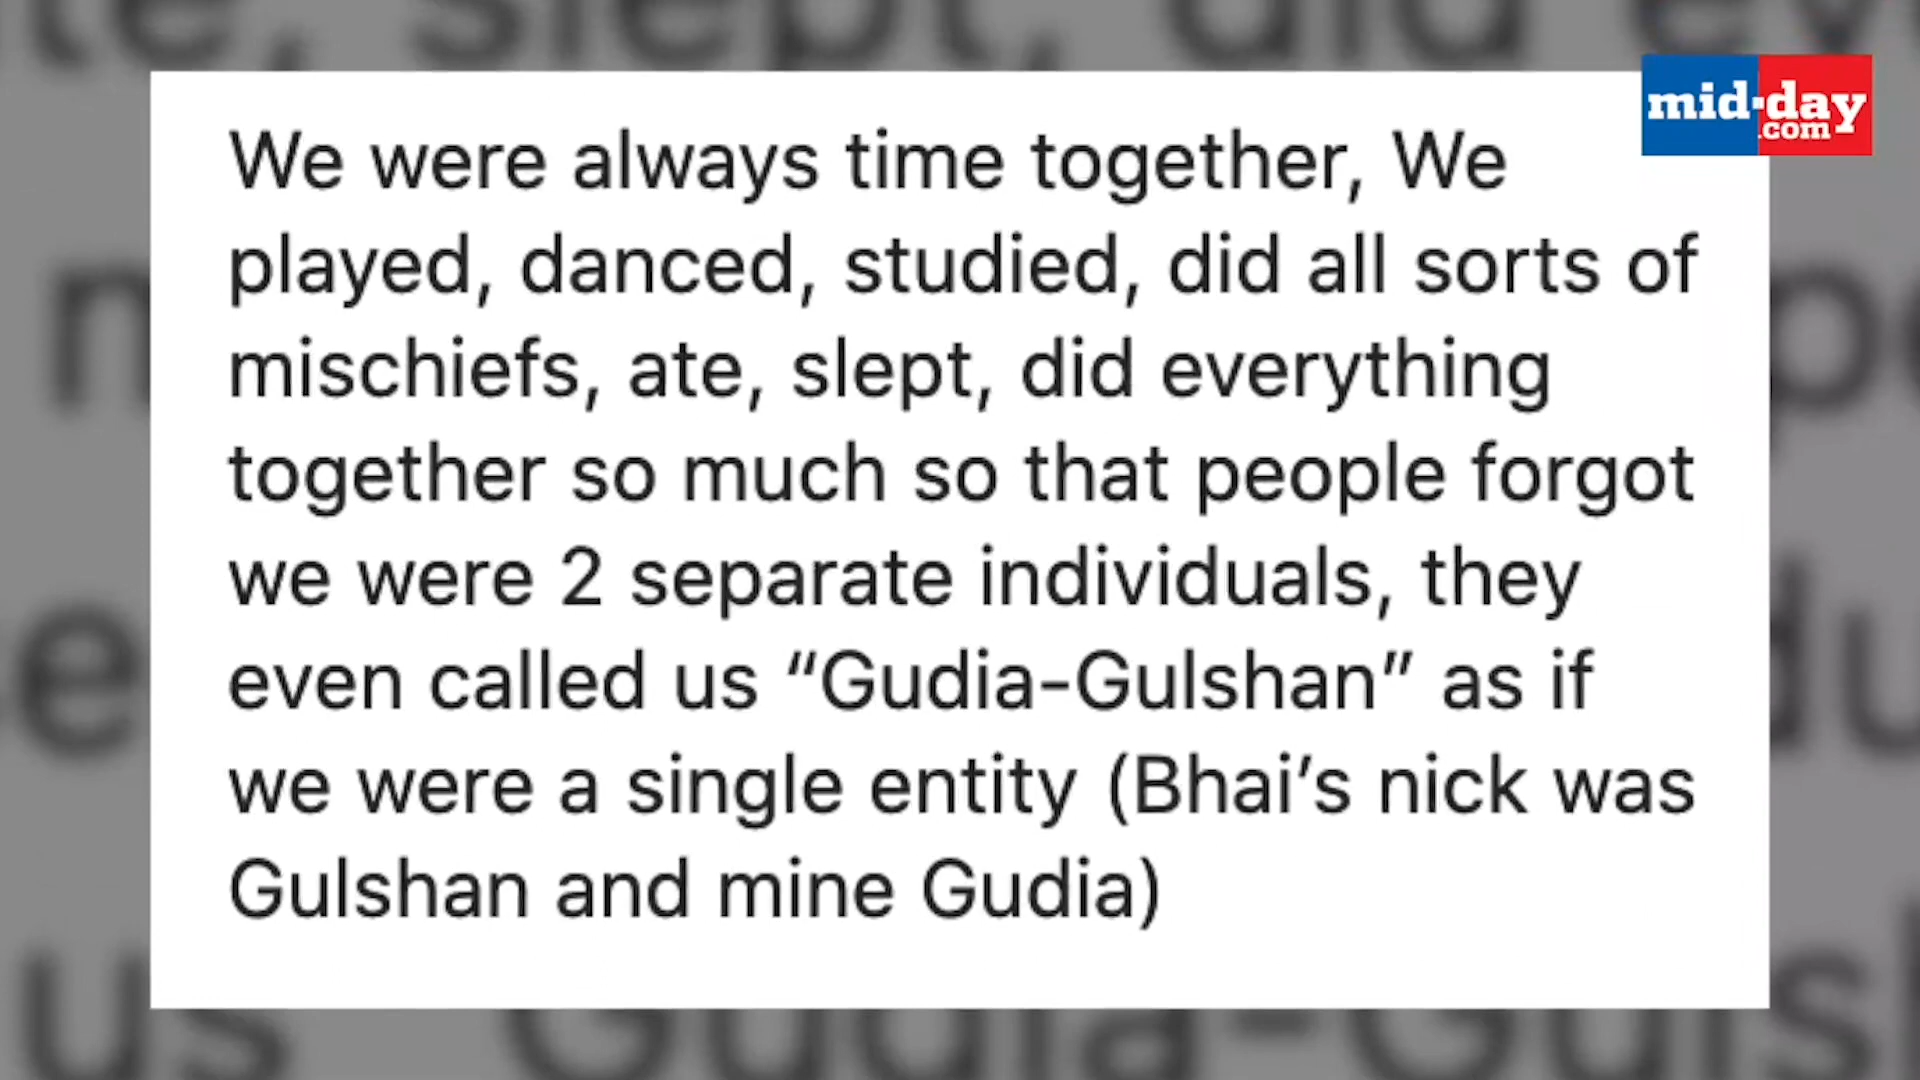 mid-day
.com
We were always time together, We
played, danced, studied, did all sorts of
mischiefs, ate, slept, did everything
together so much so that people forgot
we were 2 separate individuals, they
even called us “Gudia-Gulshan” as if
we were a single entity (Bhai’s nick was
Gulshan and mine Gudia)